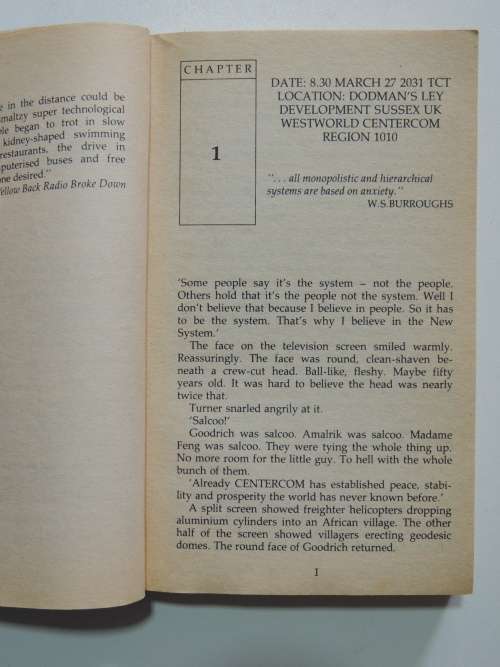 e in the distance could be
maltzy super technological
ple began to trot in slow
kidney-shaped swimming
restaurants, the drive in
puterised buses and free
one desired."
Yellow Back Radio Broke Down
CHAPTER
1
DATE: 8.30 MARCH 27 2031 TCT
LOCATION: DODMAN'S LEY
DEVELOPMENT SUSSEX UK
WESTWORLD CENTERCOM
REGION 1010
". . . all monopolistic and hierarchical
systems are based on anxiety."
W.S.BURROUGHS
'Some people say it's the system – not the people.
Others hold that it's the people not the system. Well I
don't believe that because I believe in people. So it has
to be the system. That's why I believe in the New
System.'
The face on the television screen smiled warmly.
Reassuringly. The face was round, clean-shaven be-
neath a crew-cut head. Ball-like, fleshy. Maybe fifty
years old. It was hard to believe the head was nearly
twice that.
Turner snarled angrily at it.
'Salcoo!'
Goodrich was salcoo. Amalrik was salcoo. Madame
Feng was salcoo. They were tying the whole thing up.
No more room for the little guy. To hell with the whole
bunch of them.
'Already CENTERCOM has established peace, stabi-
lity and prosperity the world has never known before.'
A split screen showed freighter helicopters dropping
aluminium cylinders into an African village. The other
half of the screen showed villagers erecting geodesic
domes. The round face of Goodrich returned.
1